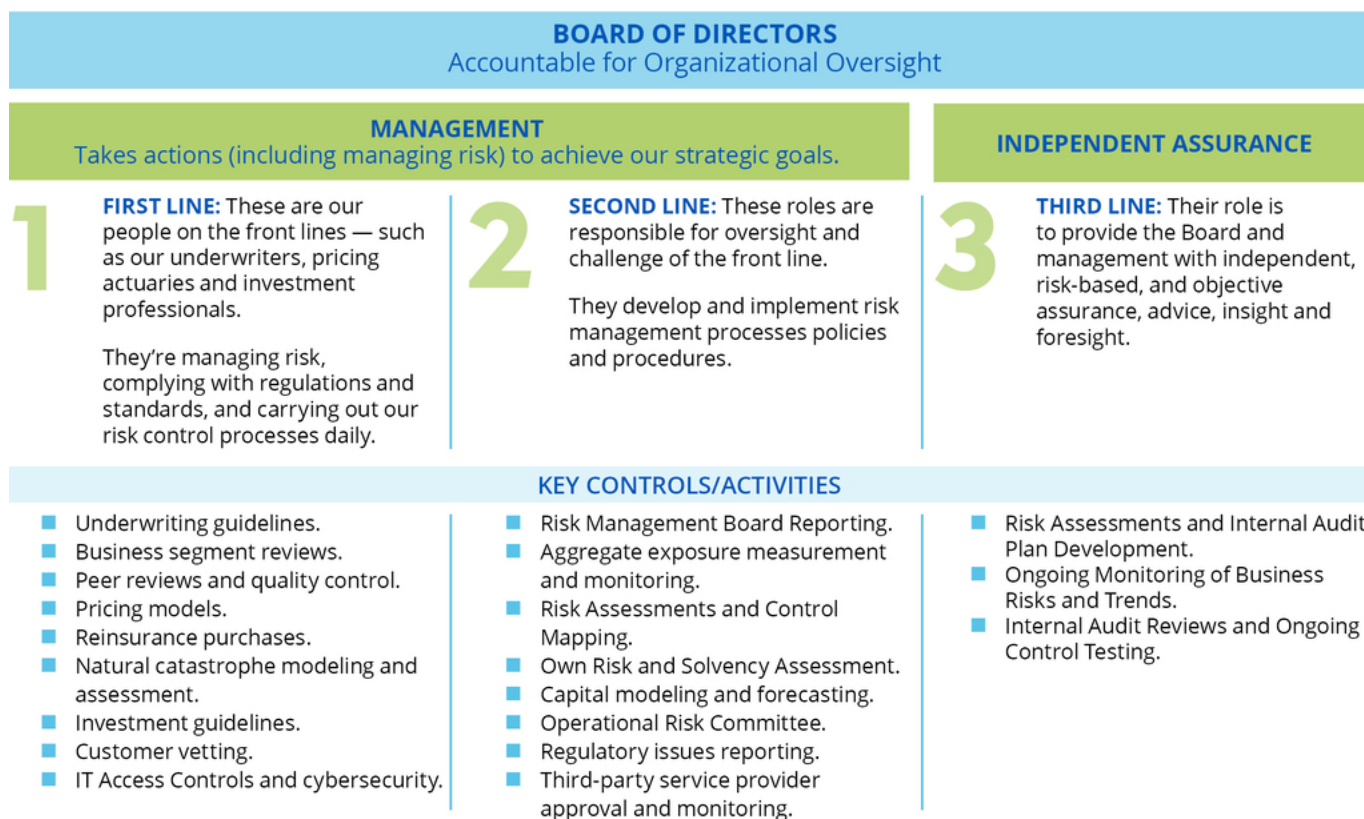 BOARD OF DIRECTORS
Accountable for Organizational Oversight
MANAGEMENT
Takes actions (including managing risk) to achieve our strategic goals.
INDEPENDENT ASSURANCE
1
FIRST LINE: These are our
people on the front lines — such
as our underwriters, pricing
actuaries and investment
professionals.
They’re managing risk,
complying with regulations and
standards, and carrying out our
risk control processes daily.
2
SECOND LINE: These roles are
responsible for oversight and
challenge of the front line.
They develop and implement risk
management processes policies
and procedures.
3
THIRD LINE: Their role is
to provide the Board and
management with independent,
risk-based, and objective
assurance, advice, insight and
foresight.
KEY CONTROLS/ACTIVITIES
Underwriting guidelines.
Business segment reviews.
Peer reviews and quality control.
Pricing models.
Reinsurance purchases.
Natural catastrophe modeling and
assessment.
Investment guidelines.
Customer vetting.
IT Access Controls and cybersecurity.
Risk Management Board Reporting.
Aggregate exposure measurement
and monitoring.
Risk Assessments and Control
Mapping.
Own Risk and Solvency Assessment.
Capital modeling and forecasting.
Operational Risk Committee.
Regulatory issues reporting.
Third-party service provider
approval and monitoring.
Risk Assessments and Internal Audit
Plan Development.
Ongoing Monitoring of Business
Risks and Trends.
Internal Audit Reviews and Ongoing
Control Testing.